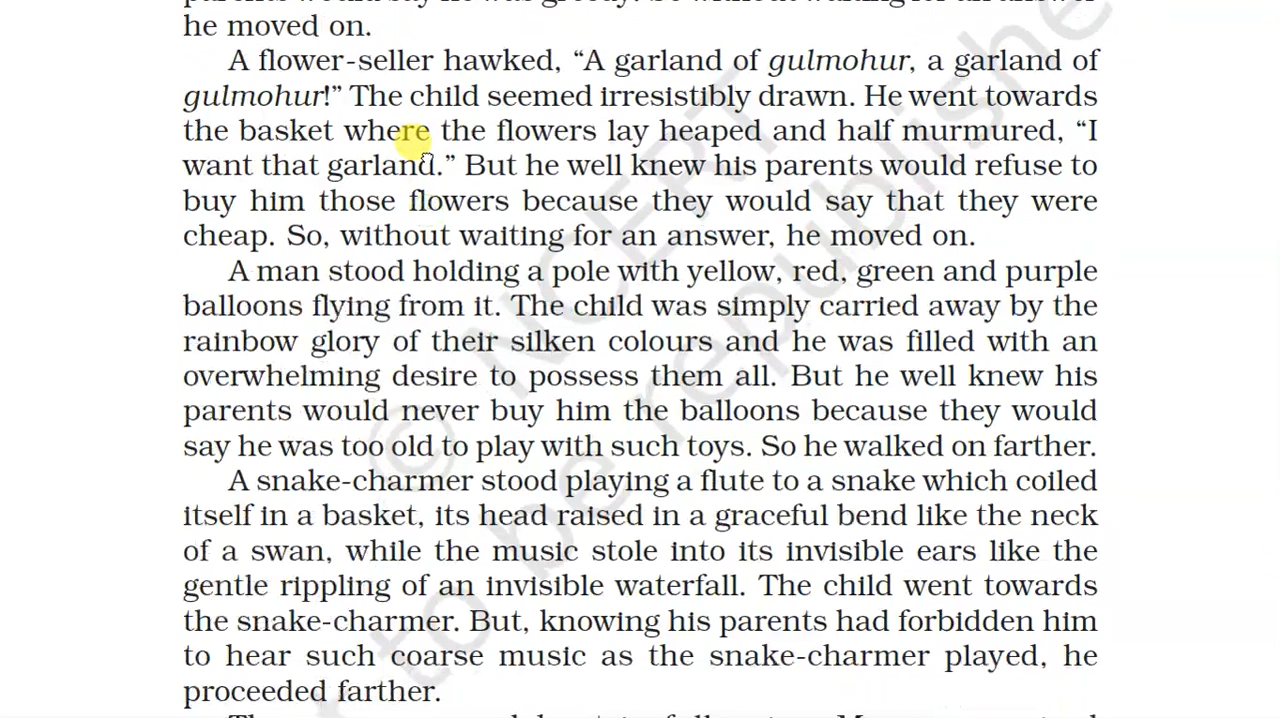 he moved on.
A flower-seller hawked, “A garland of gulmohur, a garland of
gulmohur!” The child seemed irresistibly drawn. He went towards
the basket where the flowers lay heaped and half murmured, “I
want that garland.” But he well knew his parents would refuse to
buy him those flowers because they would say that they were
cheap. So, without waiting for an answer, he moved on.
A man stood holding a pole with yellow, red, green and purple
balloons flying from it. The child was simply carried away by the
rainbow glory of their silken colours and he was filled with an
overwhelming desire to possess them all. But he well knew his
parents would never buy him the balloons because they would
say he was too old to play with such toys. So he walked on farther.
A snake-charmer stood playing a flute to a snake which coiled
itself in a basket, its head raised in a graceful bend like the neck
of a swan, while the music stole into its invisible ears like the
gentle rippling of an invisible waterfall. The child went towards
the snake-charmer. But, knowing his parents had forbidden him
to hear such coarse music as the snake-charmer played, he
proceeded farther.
© NCERT
to be republishe